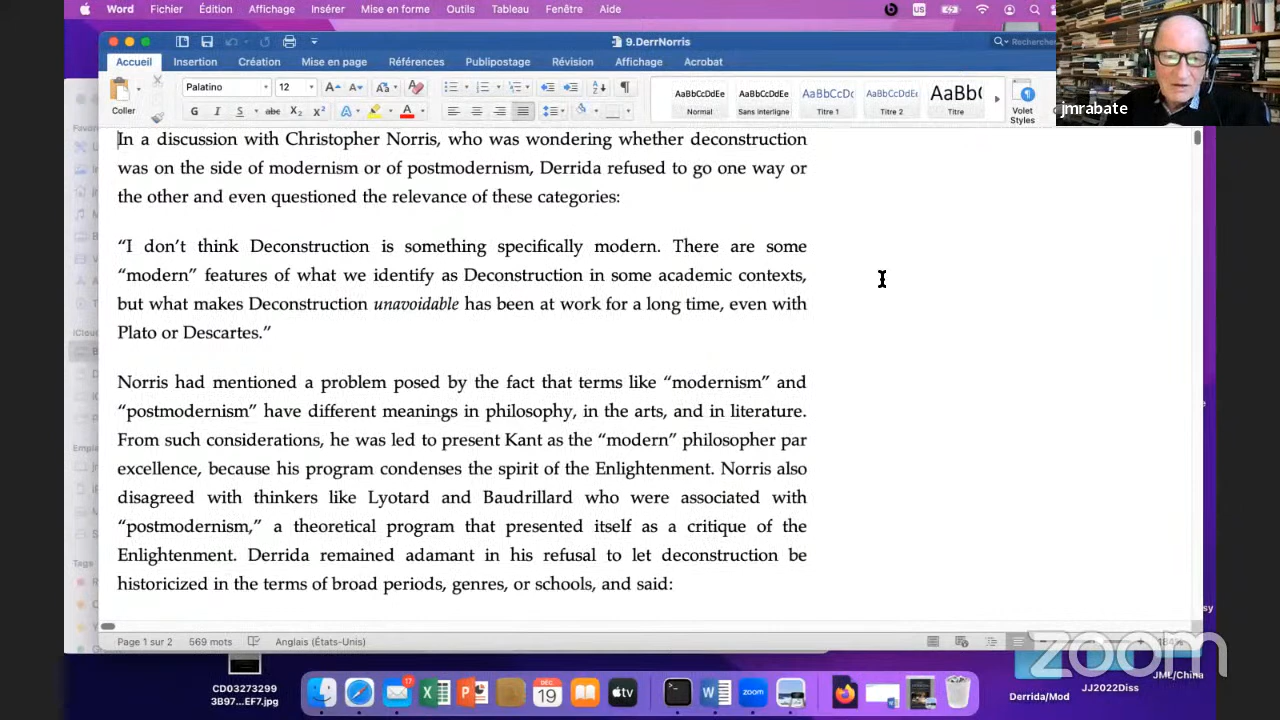 Word Fichier Édition Affichage Insérer Mise en forme Outils Tableau Fenêtre Aide
9.DerrNorris
Rechercher
Accueil Insertion Création Mise en page Références Publipostage Révision Affichage Acrobat
Coller
Palatino 12
AaBbCcDdEe AaBbCcDdEe AaBbCcDd AaBbCcDdEe AaBbC
Normal Sans interligne Titre 1 Titre 2 Titre
Volet Styles
jmrabate
In a discussion with Christopher Norris, who was wondering whether deconstruction
was on the side of modernism or of postmodernism, Derrida refused to go one way or
the other and even questioned the relevance of these categories:
“I don’t think Deconstruction is something specifically modern. There are some
“modern” features of what we identify as Deconstruction in some academic contexts,
but what makes Deconstruction unavoidable has been at work for a long time, even with
Plato or Descartes.”
Norris had mentioned a problem posed by the fact that terms like “modernism” and
“postmodernism” have different meanings in philosophy, in the arts, and in literature.
From such considerations, he was led to present Kant as the “modern” philosopher par
excellence, because his program condenses the spirit of the Enlightenment. Norris also
disagreed with thinkers like Lyotard and Baudrillard who were associated with
“postmodernism,” a theoretical program that presented itself as a critique of the
Enlightenment. Derrida remained adamant in his refusal to let deconstruction be
historicized in the terms of broad periods, genres, or schools, and said:
Page 1 sur 2 569 mots Anglais (États-Unis) 184%
zoom
CD03273299
3B97...EF7.jpg
DÉC.
19
tv
zoom
17
Derrida/Mod
JJ2022Diss
JML/China